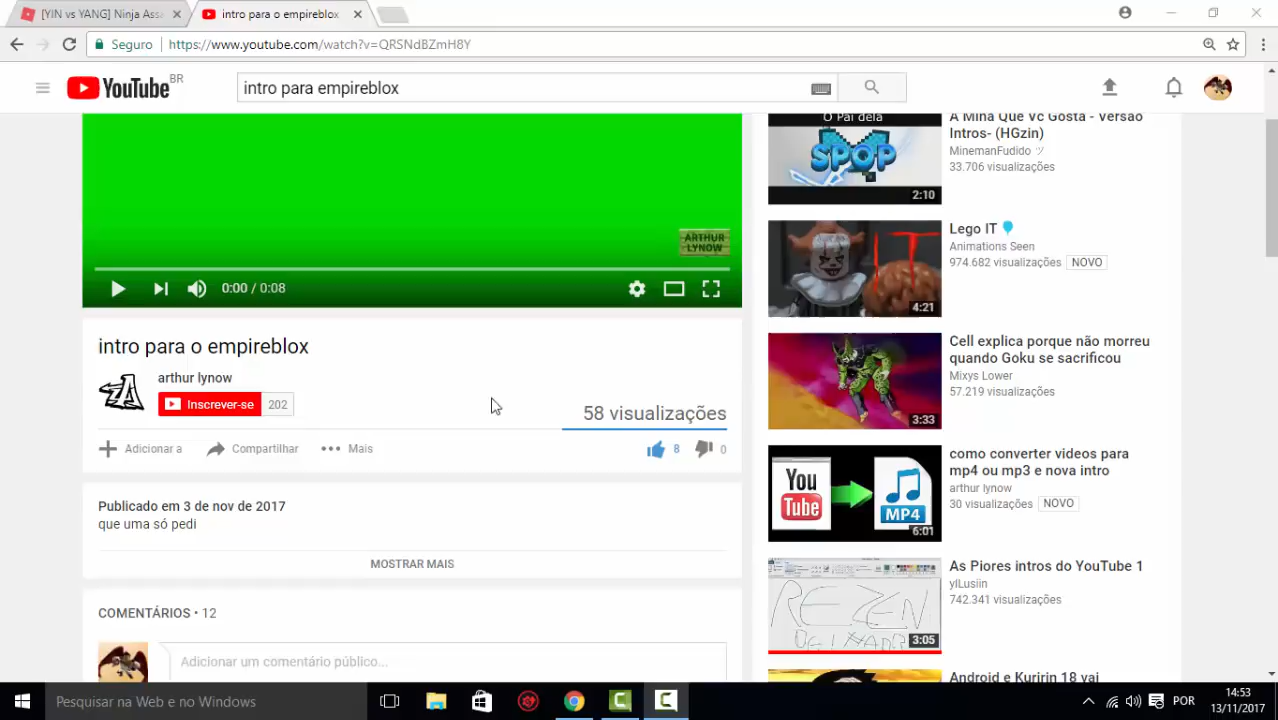 [YIN vs YANG] Ninja Ass
intro para o empireblox
Seguro
https://www.youtube.com/watch?v=QRSNdBZmH8Y
YouTube BR
intro para empireblox
ARTHUR
LYNOW
0:00 / 0:08
intro para o empireblox
arthur lynow
Inscrever-se 202
58 visualizações
Adicionar a
Compartilhar
Mais
8
0
Publicado em 3 de nov de 2017
que uma só pedi
MOSTRAR MAIS
COMENTÁRIOS • 12
Adicionar um comentário público...
O Pai dela
SPOP
2:10
A Mina Que Vc Gosta - Versão
Intros- (HGzin)
MinemanFudido ツ
33.706 visualizações
IT
4:21
Lego IT
Animations Seen
974.682 visualizações NOVO
3:33
Cell explica porque não morreu
quando Goku se sacrificou
Mixys Lower
57.219 visualizações
You
Tube
MP4
6:01
como converter videos para
mp4 ou mp3 e nova intro
arthur lynow
30 visualizações NOVO
REZEN
3:05
As Piores intros do YouTube 1
ylLusiin
742.341 visualizações
Android e Kuririn 18 vai
Pesquisar na Web e no Windows
POR
14:53
13/11/2017